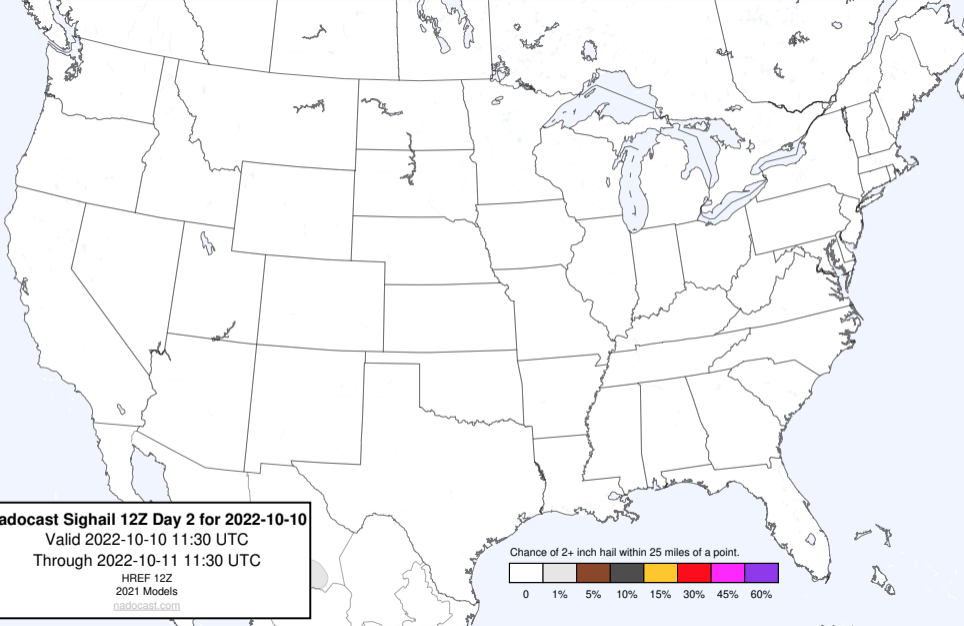 adocast Sighail 12Z Day 2 for 2022-10-10
Valid 2022-10-10 11:30 UTC
Through 2022-10-11 11:30 UTC
HREF 12Z
2021 Models
nadocast.com
Chance of 2+ inch hail within 25 miles of a point.
0 1% 5% 10% 15% 30% 45% 60%